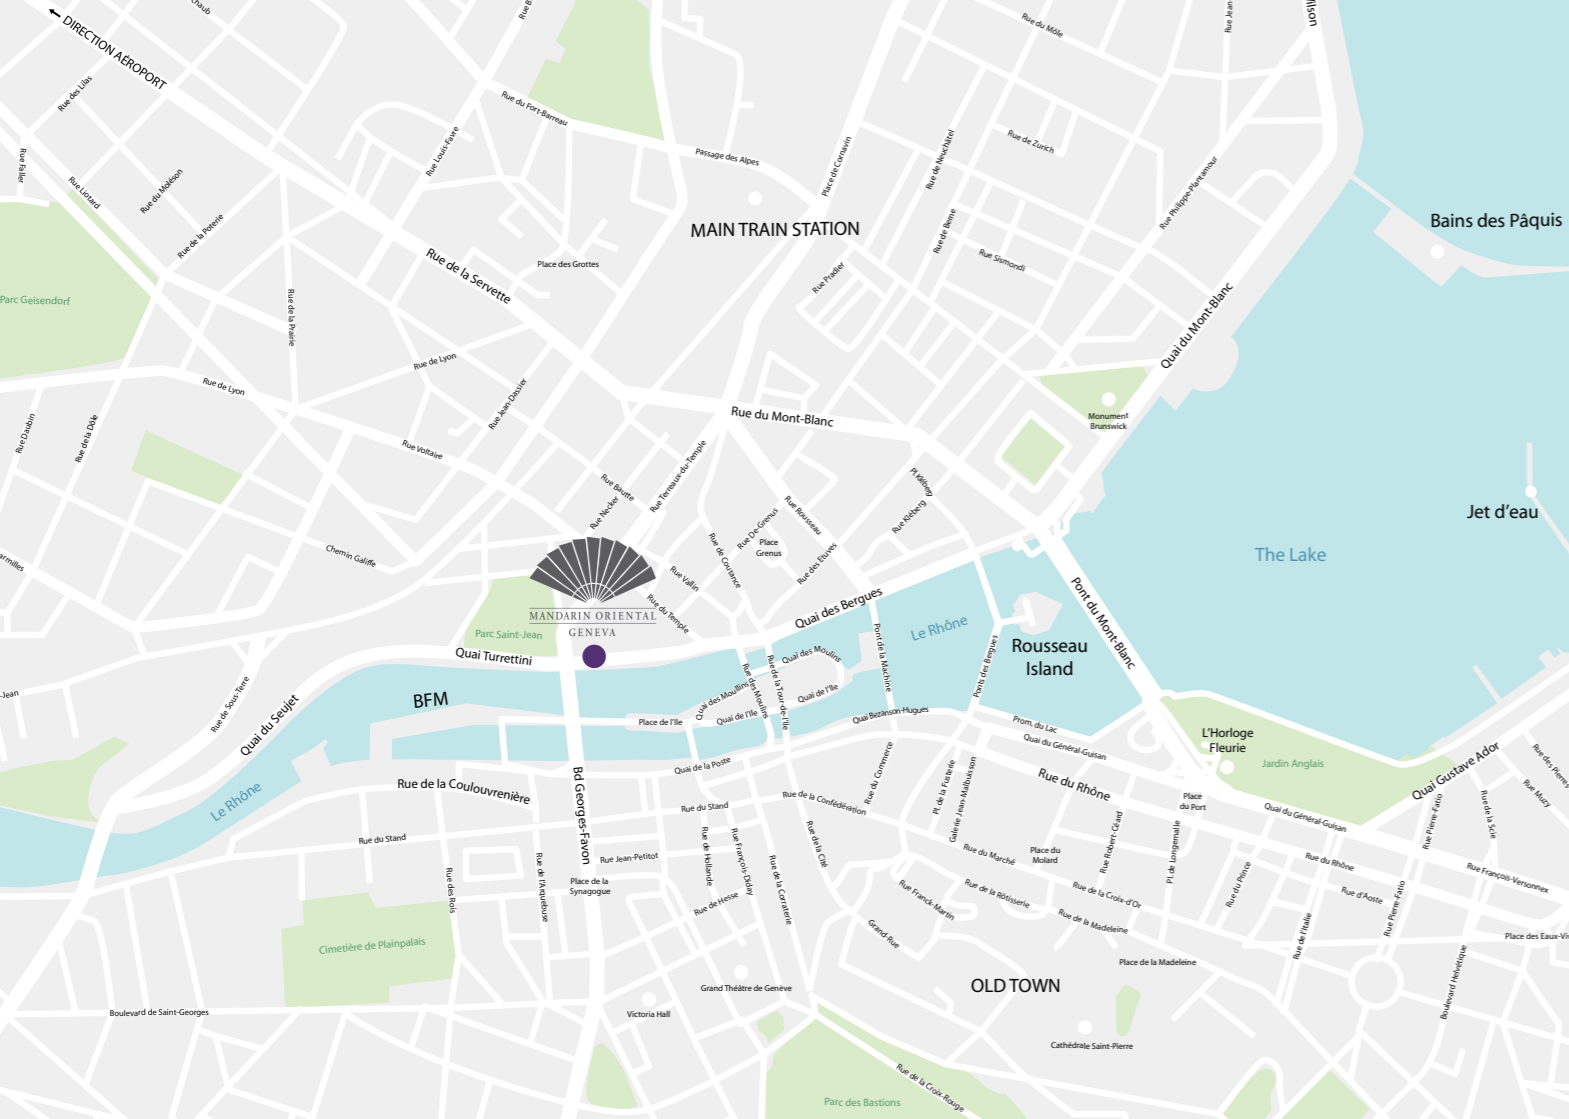 DIRECTION AÉROPORT
Rue du Môle
Rue des Lilas
Rue du Fort-Barreau
Rue Louis-Favre
Passage des Alpes
Place de Cornavin
Rue de Neuchâtel
Rue de Zurich
Rue Philippe-Plantamour
Rue Faller
Rue Liotard
Rue du Moléson
Rue de la Poterie
MAIN TRAIN STATION
Bains des Pâquis
Rue de Berne
Rue Sismondi
Rue de la Servette
Place des Grottes
Rue Pradier
Parc Geisendorf
Rue de la Prairie
Quai du Mont-Blanc
Rue de Lyon
Rue de Lyon
Rue Jean-Dassier
Rue du Mont-Blanc
Monument
Brunswick
Rue Daubin
Rue de la Dôle
Rue Voltaire
Rue Terreaux-du-Temple
Rue Bautte
Rue Necker
Pl. Kléberg
Rue Kléberg
Rue Rousseau
Rue De-Grenus
Place
Grenus
Rue des Etuves
Rue de Coutance
Jet d'eau
The Lake
Chemin Galiffe
Rue Vallin
Rue du Temple
MANDARIN ORIENTAL
GENEVA
Parc Saint-Jean
Quai Turrettini
Quai des Bergues
Le Rhône
Pont du Mont-Blanc
Rousseau
Island
Pont de la Machine
Ponts des Bergues
Quai des Moulins
Quai des Moullins
Rue des Moulins
Rue de la Tour-de-l'Ile
Quai de l'Ile
Quai de l'Ile
Place de l'Ile
BFM
Rue de Sous-Terre
Quai du Seujet
Le Rhône
Quai Bezanson-Hugues
Prom. du Lac
Quai du Général-Guisan
L'Horloge
Fleurie
Jardin Anglais
Quai Gustave Ador
Rue Muzy
Rue de la Coulouvrenière
Bd Georges-Favon
Quai de la Poste
Rue du Commerce
Pl. de la Fusterie
Galerie Jean-Malbuisson
Rue du Rhône
Place
du Port
Quai du Général-Guisan
Rue Pierre-Fatio
Rue de la Scie
Rue du Stand
Rue du Stand
Rue de la Confédération
Rue de la Cité
Rue Jean-Petitot
Rue de Hollande
Rue François-Diday
Rue de la Corraterie
Rue du Marché
Place du
Molard
Rue Robert-Céard
Pl. de Longemalle
Rue du Prince
Rue du Rhône
Rue François-Versonnex
Rue d'Aoste
Rue Pierre-Fatio
Rue des Rois
Rue de l'Arquebuse
Place de la
Synagogue
Rue de Hesse
Rue Franck-Martin
Rue de la Rôtisserie
Rue de la Croix-d'Or
Rue de la Madeleine
Grand-Rue
Rue de l'Italie
Boulevard Helvétique
Cimetière de Plainpalais
Place de la Madeleine
OLD TOWN
Grand Théâtre de Genève
Boulevard de Saint-Georges
Victoria Hall
Cathédrale Saint-Pierre
Rue de la Croix-Rouge
Parc des Bastions